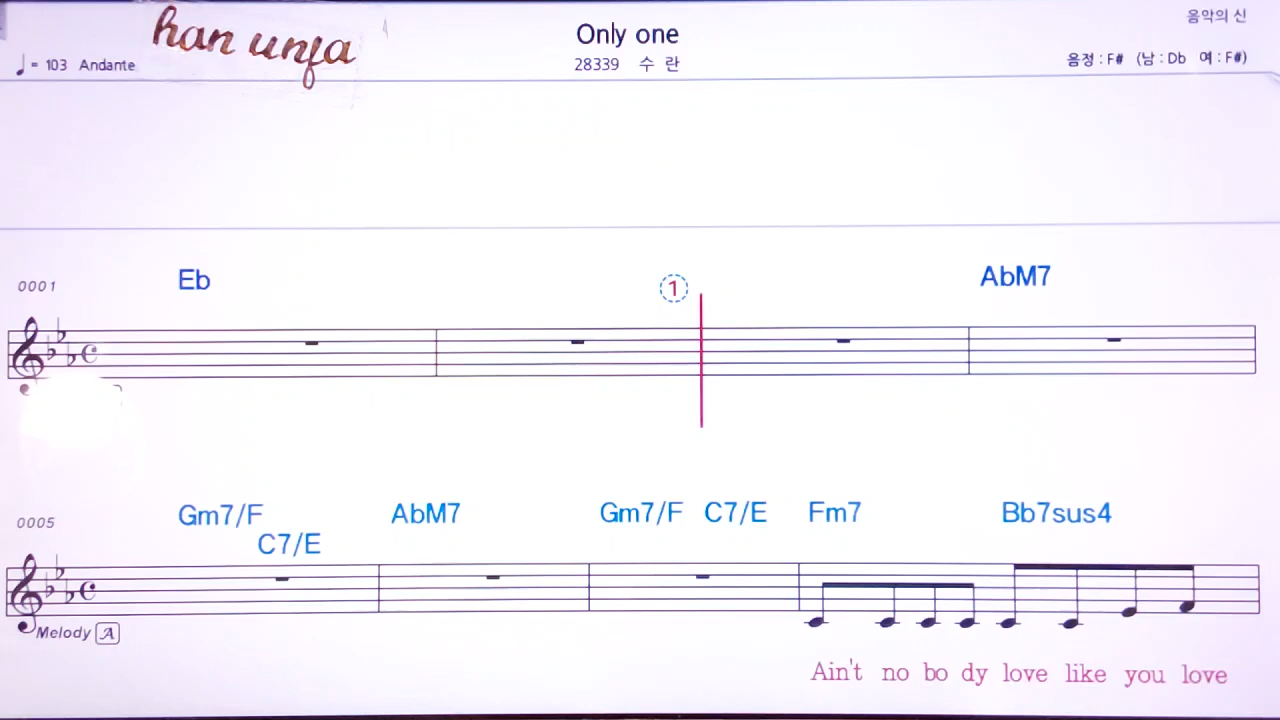 han unfa
Only one
음악의 신
♩= 103 Andante
28339 수 란
음정 : F# (남 : Db 여 : F#)
0001
Eb
1
AbM7
0005
Gm7/F
C7/E
AbM7
Gm7/F C7/E
Fm7
Bb7sus4
Melody A
Ain't no bo dy love like you love